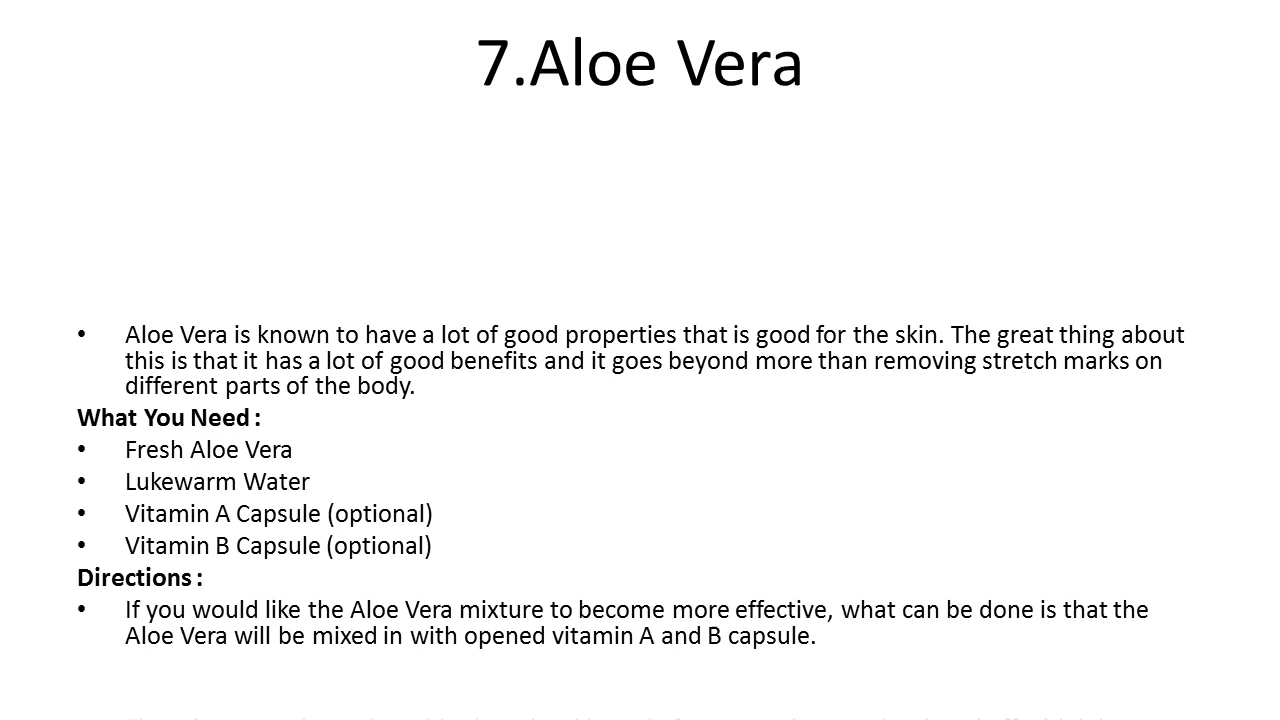 7.Aloe Vera
• Aloe Vera is known to have a lot of good properties that is good for the skin. The great thing about
this is that it has a lot of good benefits and it goes beyond more than removing stretch marks on
different parts of the body.
What You Need :
• Fresh Aloe Vera
• Lukewarm Water
• Vitamin A Capsule (optional)
• Vitamin B Capsule (optional)
Directions :
• If you would like the Aloe Vera mixture to become more effective, what can be done is that the
Aloe Vera will be mixed in with opened vitamin A and B capsule.